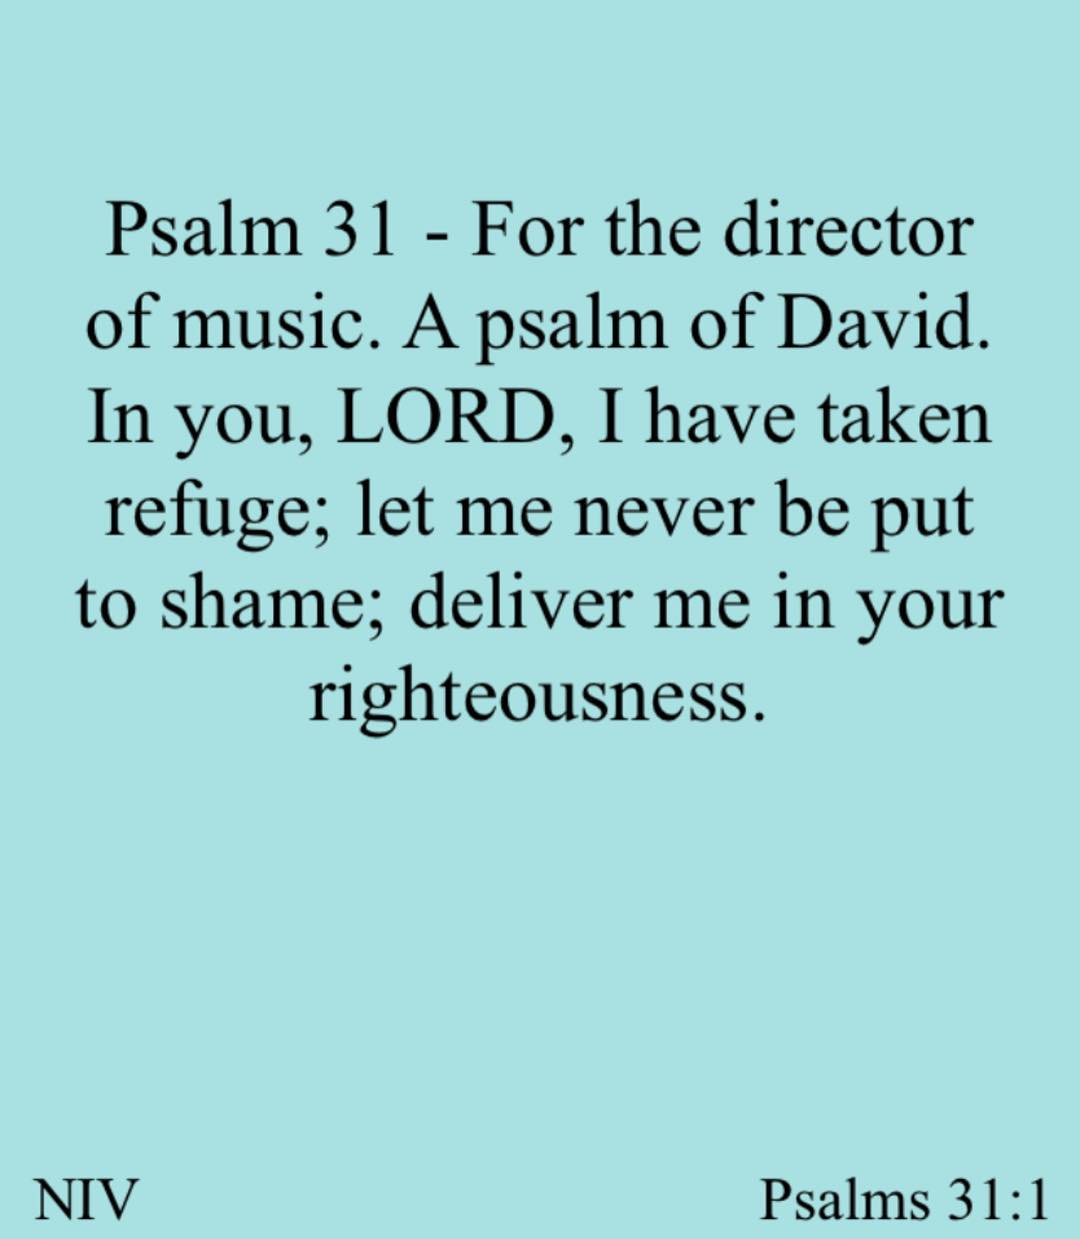 Psalm 31 - For the director
of music. A psalm of David.
In you, LORD, I have taken
refuge; let me never be put
to shame; deliver me in your
righteousness.
NIV
Psalms 31:1